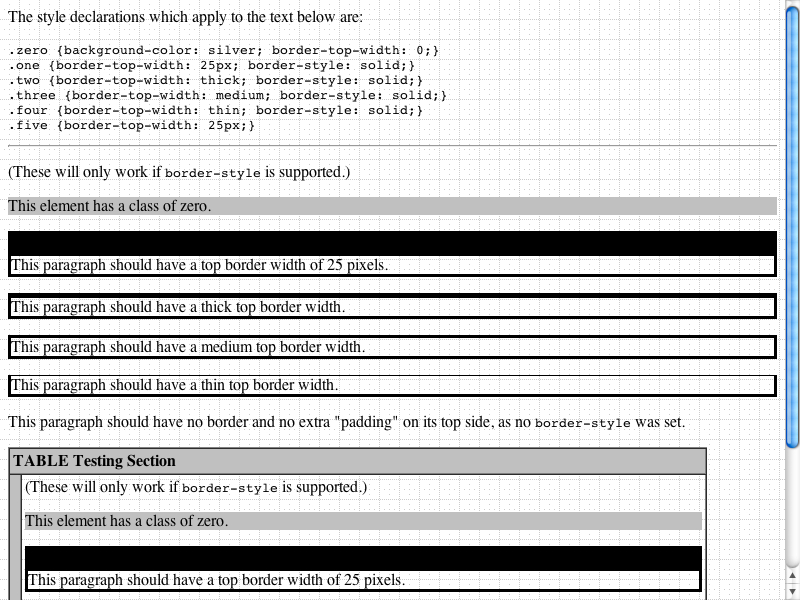 The style declarations which apply to the text below are:
.zero {background-color: silver; border-top-width: 0;}
.one {border-top-width: 25px; border-style: solid;}
.two {border-top-width: thick; border-style: solid;}
.three {border-top-width: medium; border-style: solid;}
.four {border-top-width: thin; border-style: solid;}
.five {border-top-width: 25px;}
(These will only work if border-style is supported.)
This element has a class of zero.
This paragraph should have a top border width of 25 pixels.
This paragraph should have a thick top border width.
This paragraph should have a medium top border width.
This paragraph should have a thin top border width.
This paragraph should have no border and no extra "padding" on its top side, as no border-style was set.
TABLE Testing Section
(These will only work if border-style is supported.)
This element has a class of zero.
This paragraph should have a top border width of 25 pixels.